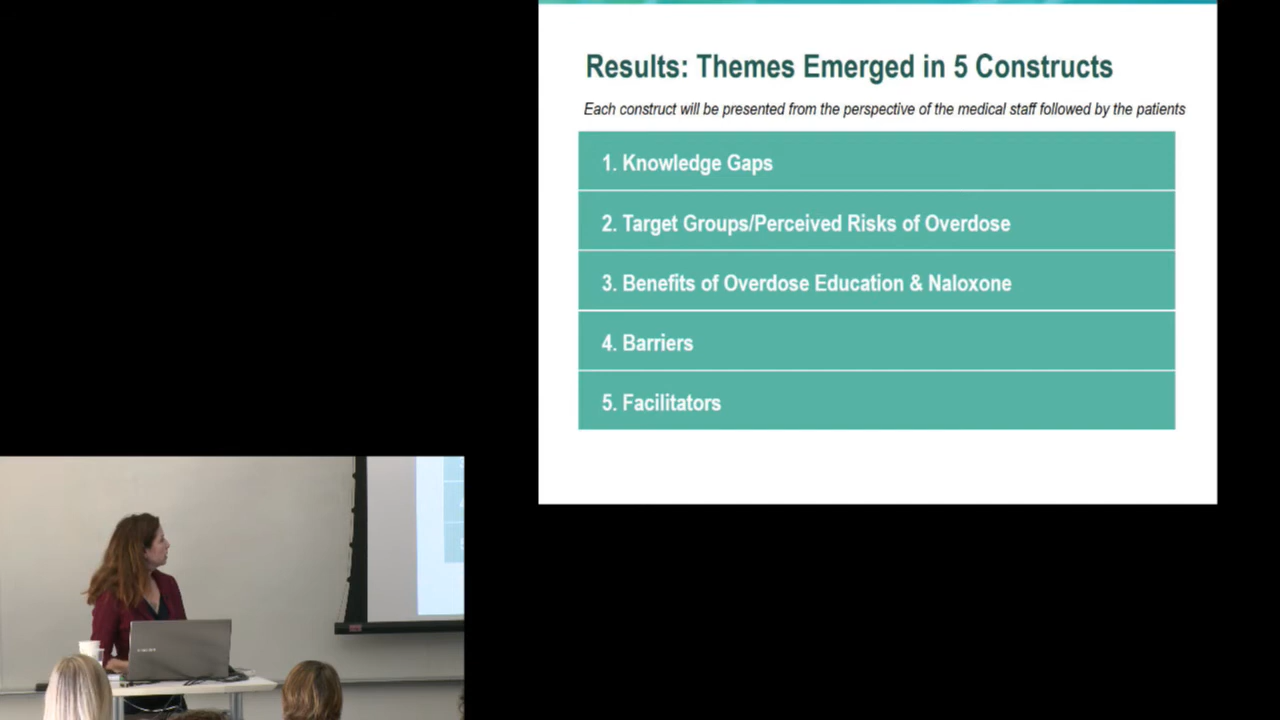 Results: Themes Emerged in 5 Constructs
Each construct will be presented from the perspective of the medical staff followed by the patients
1. Knowledge Gaps
2. Target Groups/Perceived Risks of Overdose
3. Benefits of Overdose Education & Naloxone
4. Barriers
5. Facilitators